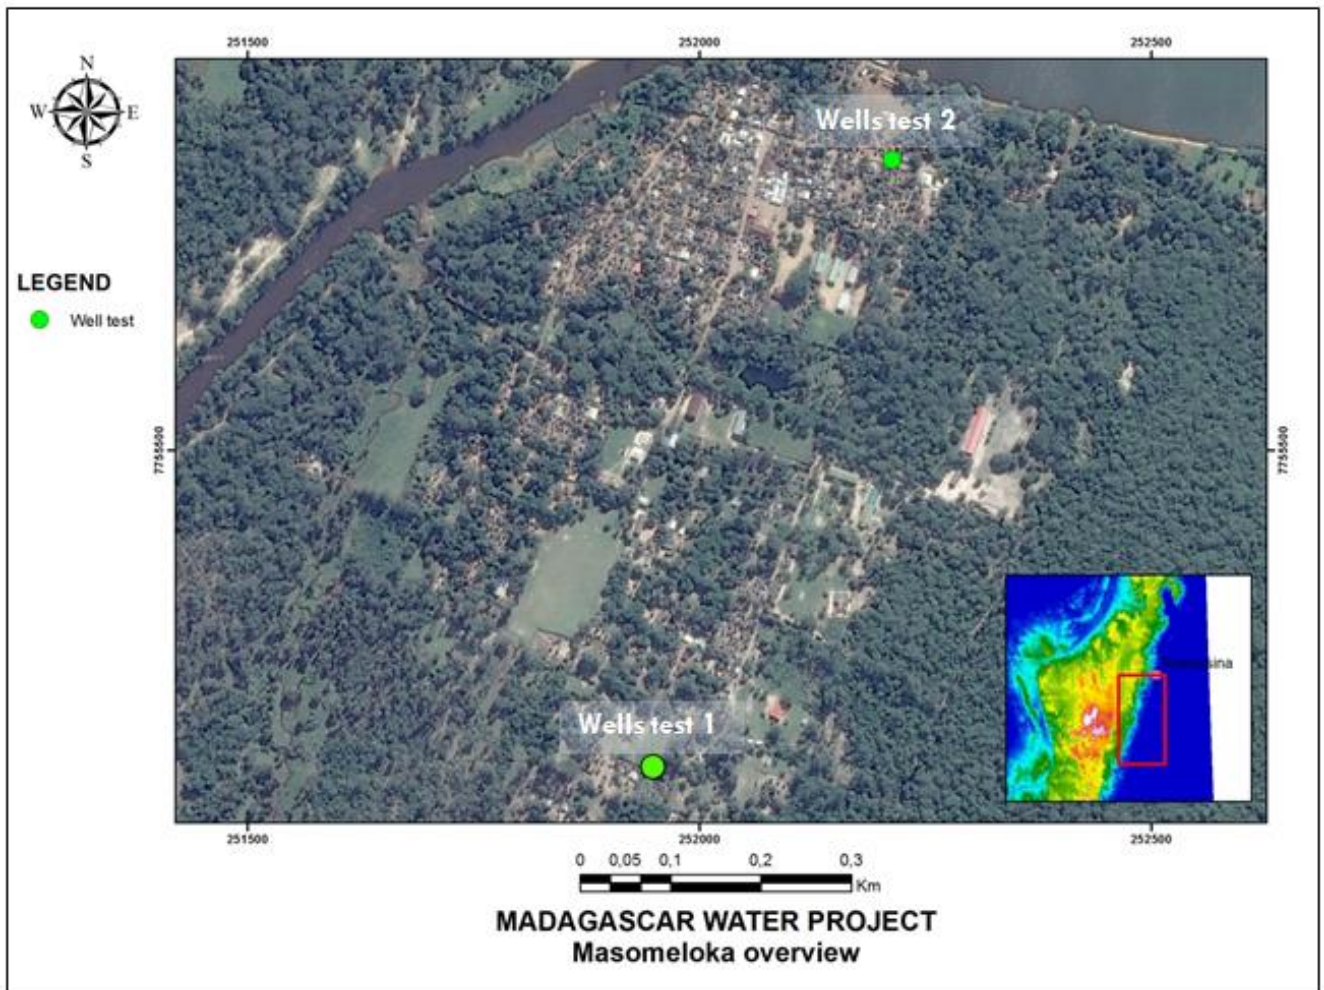 251500 252000 252500
N
W E
S
Wells test 2
LEGEND
Well test
7755500 7755500
Wells test 1
251500 252000 252500
0 0,05 0,1 0,2 0,3
Km
MADAGASCAR WATER PROJECT
Masomeloka overview